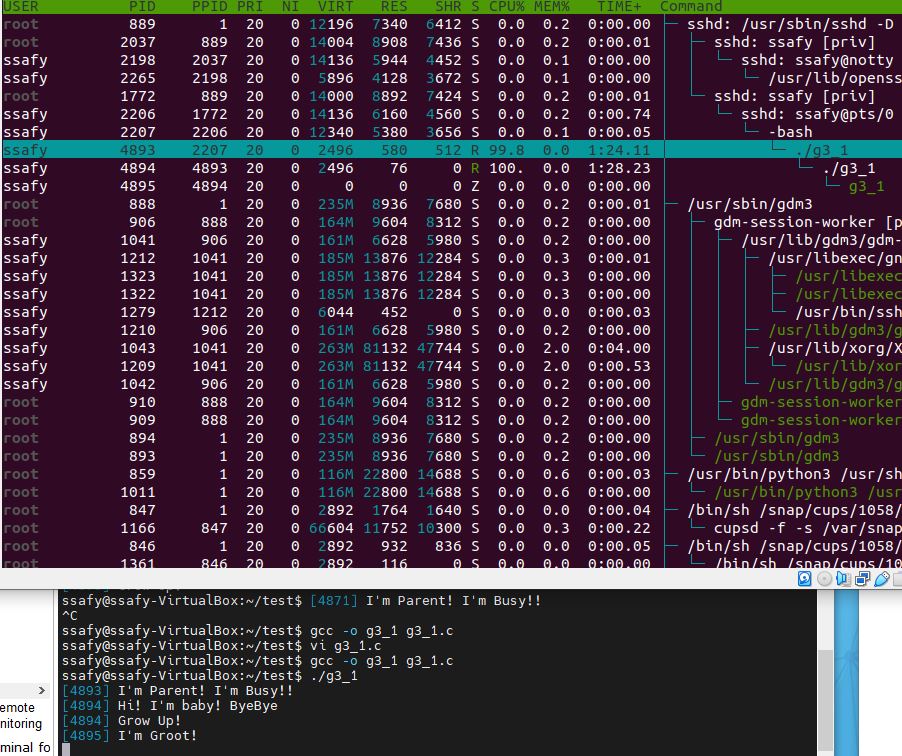 USER PID PPID PRI NI VIRT RES SHR S CPU% MEM% TIME+ Command
root 889 1 20 0 12196 7340 6412 S 0.0 0.2 0:00.01 sshd: /usr/sbin/sshd -D
root 2037 889 20 0 14004 8908 7436 S 0.0 0.2 0:00.01 sshd: ssafy [priv]
ssafy 2198 2037 20 0 14136 5944 4452 S 0.0 0.1 0:00.00 sshd: ssafy@notty
ssafy 2265 2198 20 0 5896 4128 3672 S 0.0 0.1 0:00.00 /usr/lib/openss
root 1772 889 20 0 14000 8892 7424 S 0.0 0.2 0:00.01 sshd: ssafy [priv]
ssafy 2206 1772 20 0 14136 6160 4560 S 0.0 0.2 0:00.74 sshd: ssafy@pts/0
ssafy 2207 2206 20 0 12340 5380 3656 S 0.0 0.1 0:00.05 -bash
ssafy 4893 2207 20 0 2496 580 512 R 99.8 0.0 1:24.11 ./g3_1
ssafy 4894 4893 20 0 2496 76 0 R 100. 0.0 1:28.23 ./g3_1
ssafy 4895 4894 20 0 0 0 0 Z 0.0 0.0 0:00.00 g3_1
root 888 1 20 0 235M 8936 7680 S 0.0 0.2 0:00.01 /usr/sbin/gdm3
root 906 888 20 0 164M 9604 8312 S 0.0 0.2 0:00.00 gdm-session-worker [p
ssafy 1041 906 20 0 161M 6628 5980 S 0.0 0.2 0:00.00 /usr/lib/gdm3/gdm-
ssafy 1212 1041 20 0 185M 13876 12284 S 0.0 0.3 0:00.01 /usr/libexec/gn
ssafy 1323 1041 20 0 185M 13876 12284 S 0.0 0.3 0:00.00 /usr/libexec
ssafy 1322 1041 20 0 185M 13876 12284 S 0.0 0.3 0:00.00 /usr/libexec
ssafy 1279 1212 20 0 6044 452 0 S 0.0 0.0 0:00.03 /usr/bin/ssh
ssafy 1210 906 20 0 161M 6628 5980 S 0.0 0.2 0:00.00 /usr/lib/gdm3/g
ssafy 1043 1041 20 0 263M 81132 47744 S 0.0 2.0 0:04.00 /usr/lib/xorg/X
ssafy 1209 1041 20 0 263M 81132 47744 S 0.0 2.0 0:00.53 /usr/lib/xor
ssafy 1042 906 20 0 161M 6628 5980 S 0.0 0.2 0:00.00 /usr/lib/gdm3/g
root 910 888 20 0 164M 9604 8312 S 0.0 0.2 0:00.00 gdm-session-worker
root 909 888 20 0 164M 9604 8312 S 0.0 0.2 0:00.00 gdm-session-worker
root 894 1 20 0 235M 8936 7680 S 0.0 0.2 0:00.00 /usr/sbin/gdm3
root 893 1 20 0 235M 8936 7680 S 0.0 0.2 0:00.00 /usr/sbin/gdm3
root 859 1 20 0 116M 22800 14688 S 0.0 0.6 0:00.03 /usr/bin/python3 /usr/sh
root 1011 1 20 0 116M 22800 14688 S 0.0 0.6 0:00.00 /usr/bin/python3 /usr
root 847 1 20 0 2892 1764 1640 S 0.0 0.0 0:00.04 /bin/sh /snap/cups/1058/
root 1166 847 20 0 66604 11752 10300 S 0.0 0.3 0:00.22 cupsd -f -s /var/snap
root 846 1 20 0 2892 932 836 S 0.0 0.0 0:00.05 /bin/sh /snap/cups/1058/
root 1361 846 20 0 2892 116 0 S 0.0 0.0 0:00.00 /bin/sh /snap/cups/10
ssafy@ssafy-VirtualBox:~/test$ [4871] I'm Parent! I'm Busy!!
^C
ssafy@ssafy-VirtualBox:~/test$ gcc -o g3_1 g3_1.c
ssafy@ssafy-VirtualBox:~/test$ vi g3_1.c
ssafy@ssafy-VirtualBox:~/test$ gcc -o g3_1 g3_1.c
ssafy@ssafy-VirtualBox:~/test$ ./g3_1
[4893] I'm Parent! I'm Busy!!
[4894] Hi! I'm baby! ByeBye
[4894] Grow Up!
[4895] I'm Groot!
emote
nitoring
minal fo